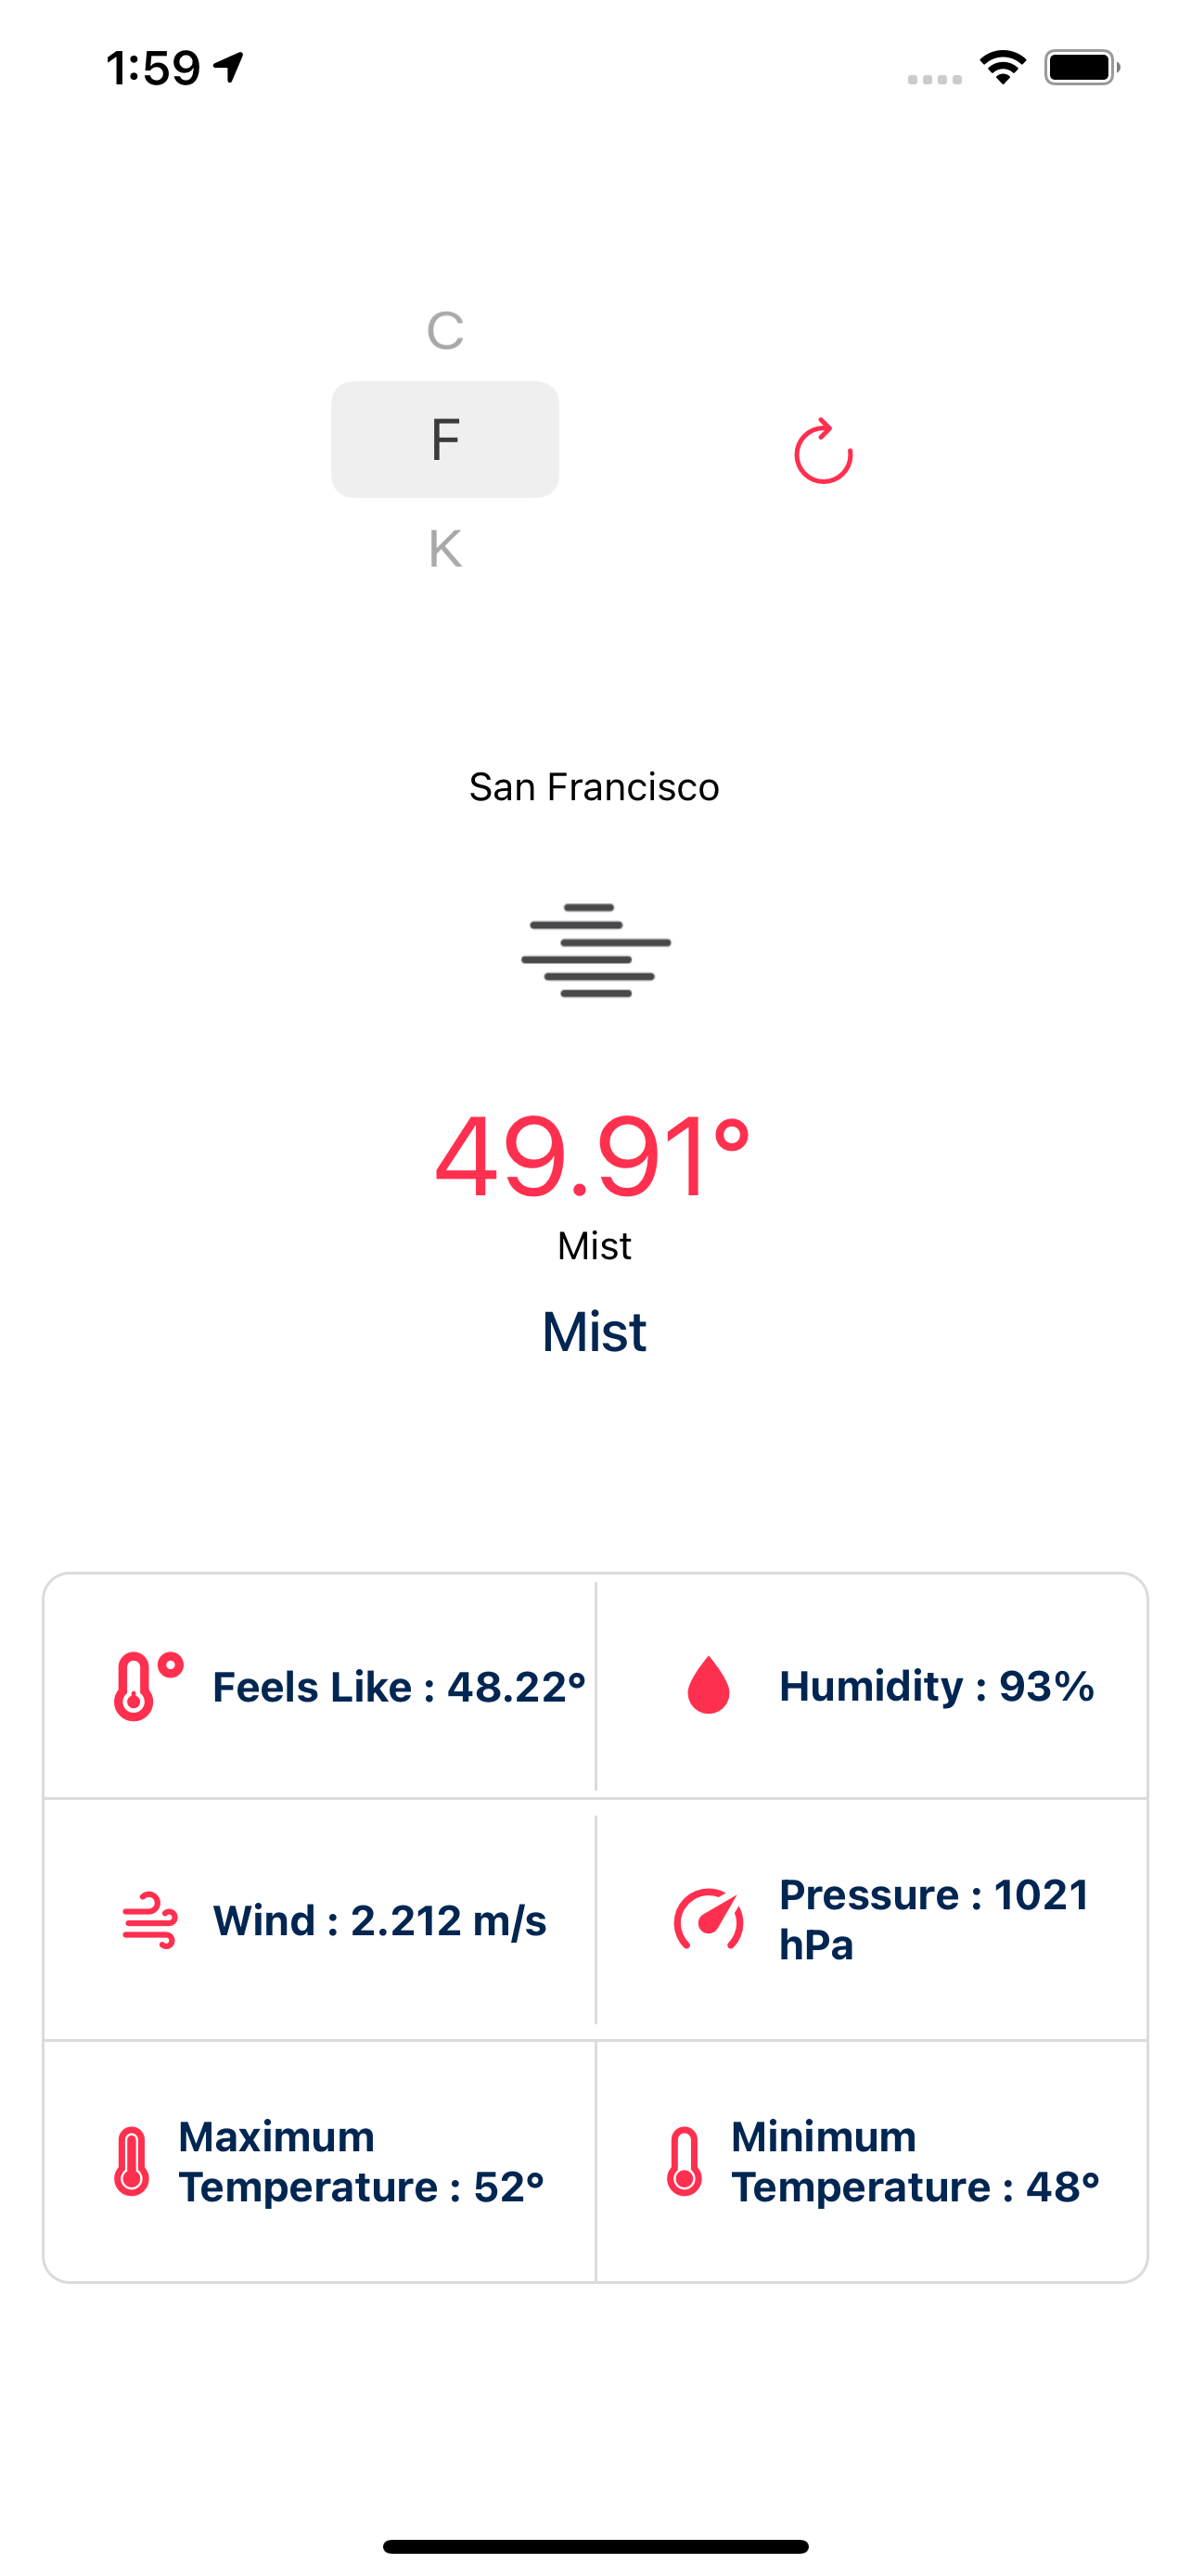 1:59
C
F
K
San Francisco
49.91°
Mist
Mist
Feels Like : 48.22°
Humidity : 93%
Wind : 2.212 m/s
Pressure : 1021
hPa
Maximum
Temperature : 52°
Minimum
Temperature : 48°